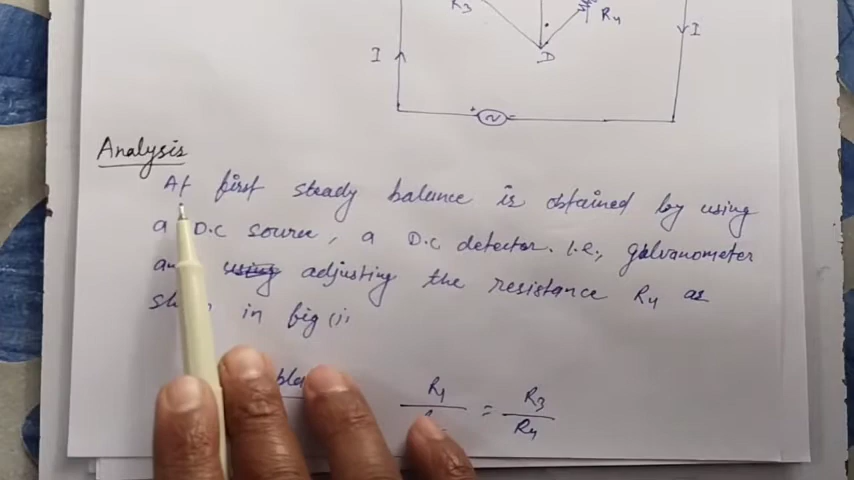 R3
R4
I
I
D
Analysis
At first steady balance is obtained by using
a D.C source, a D.C detector. i.e., galvanometer
using adjusting the resistance R4 as
in fig (i
R1 = R3
R4